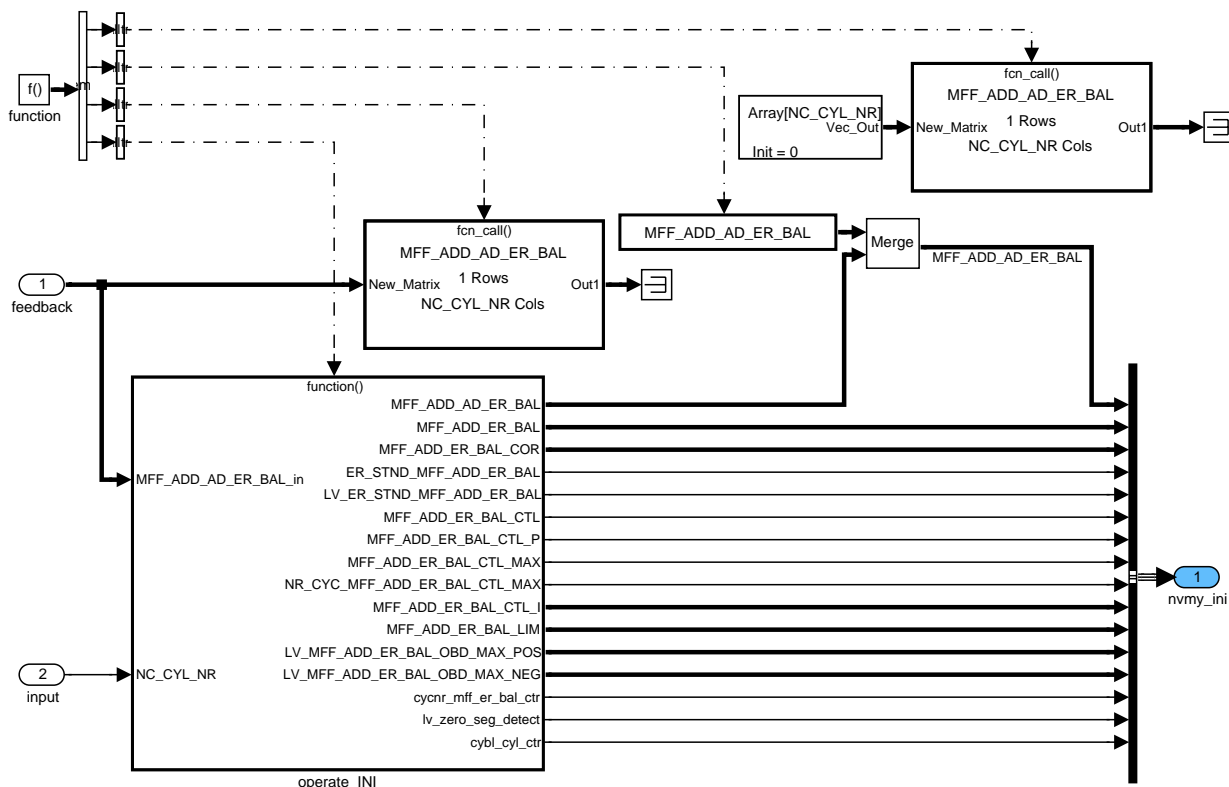 fcn_call()
MFF_ADD_AD_ER_BAL
1 Rows
NC_CYL_NR Cols
New_Matrix
Out1
Array[NC_CYL_NR]
Vec_Out
Init = 0
f()
function
fcn_call()
MFF_ADD_AD_ER_BAL
1 Rows
NC_CYL_NR Cols
New_Matrix
Out1
MFF_ADD_AD_ER_BAL
Merge
MFF_ADD_AD_ER_BAL
1
feedback
function()
MFF_ADD_AD_ER_BAL
MFF_ADD_ER_BAL
MFF_ADD_ER_BAL_COR
MFF_ADD_AD_ER_BAL_in
ER_STND_MFF_ADD_ER_BAL
LV_ER_STND_MFF_ADD_ER_BAL
MFF_ADD_ER_BAL_CTL
MFF_ADD_ER_BAL_CTL_P
MFF_ADD_ER_BAL_CTL_MAX
NR_CYC_MFF_ADD_ER_BAL_CTL_MAX
1
nvmy_ini
MFF_ADD_ER_BAL_CTL_I
MFF_ADD_ER_BAL_LIM
LV_MFF_ADD_ER_BAL_OBD_MAX_POS
2
input
NC_CYL_NR
LV_MFF_ADD_ER_BAL_OBD_MAX_NEG
cycnr_mff_er_bal_ctr
lv_zero_seg_detect
cybl_cyl_ctr
operate_INI